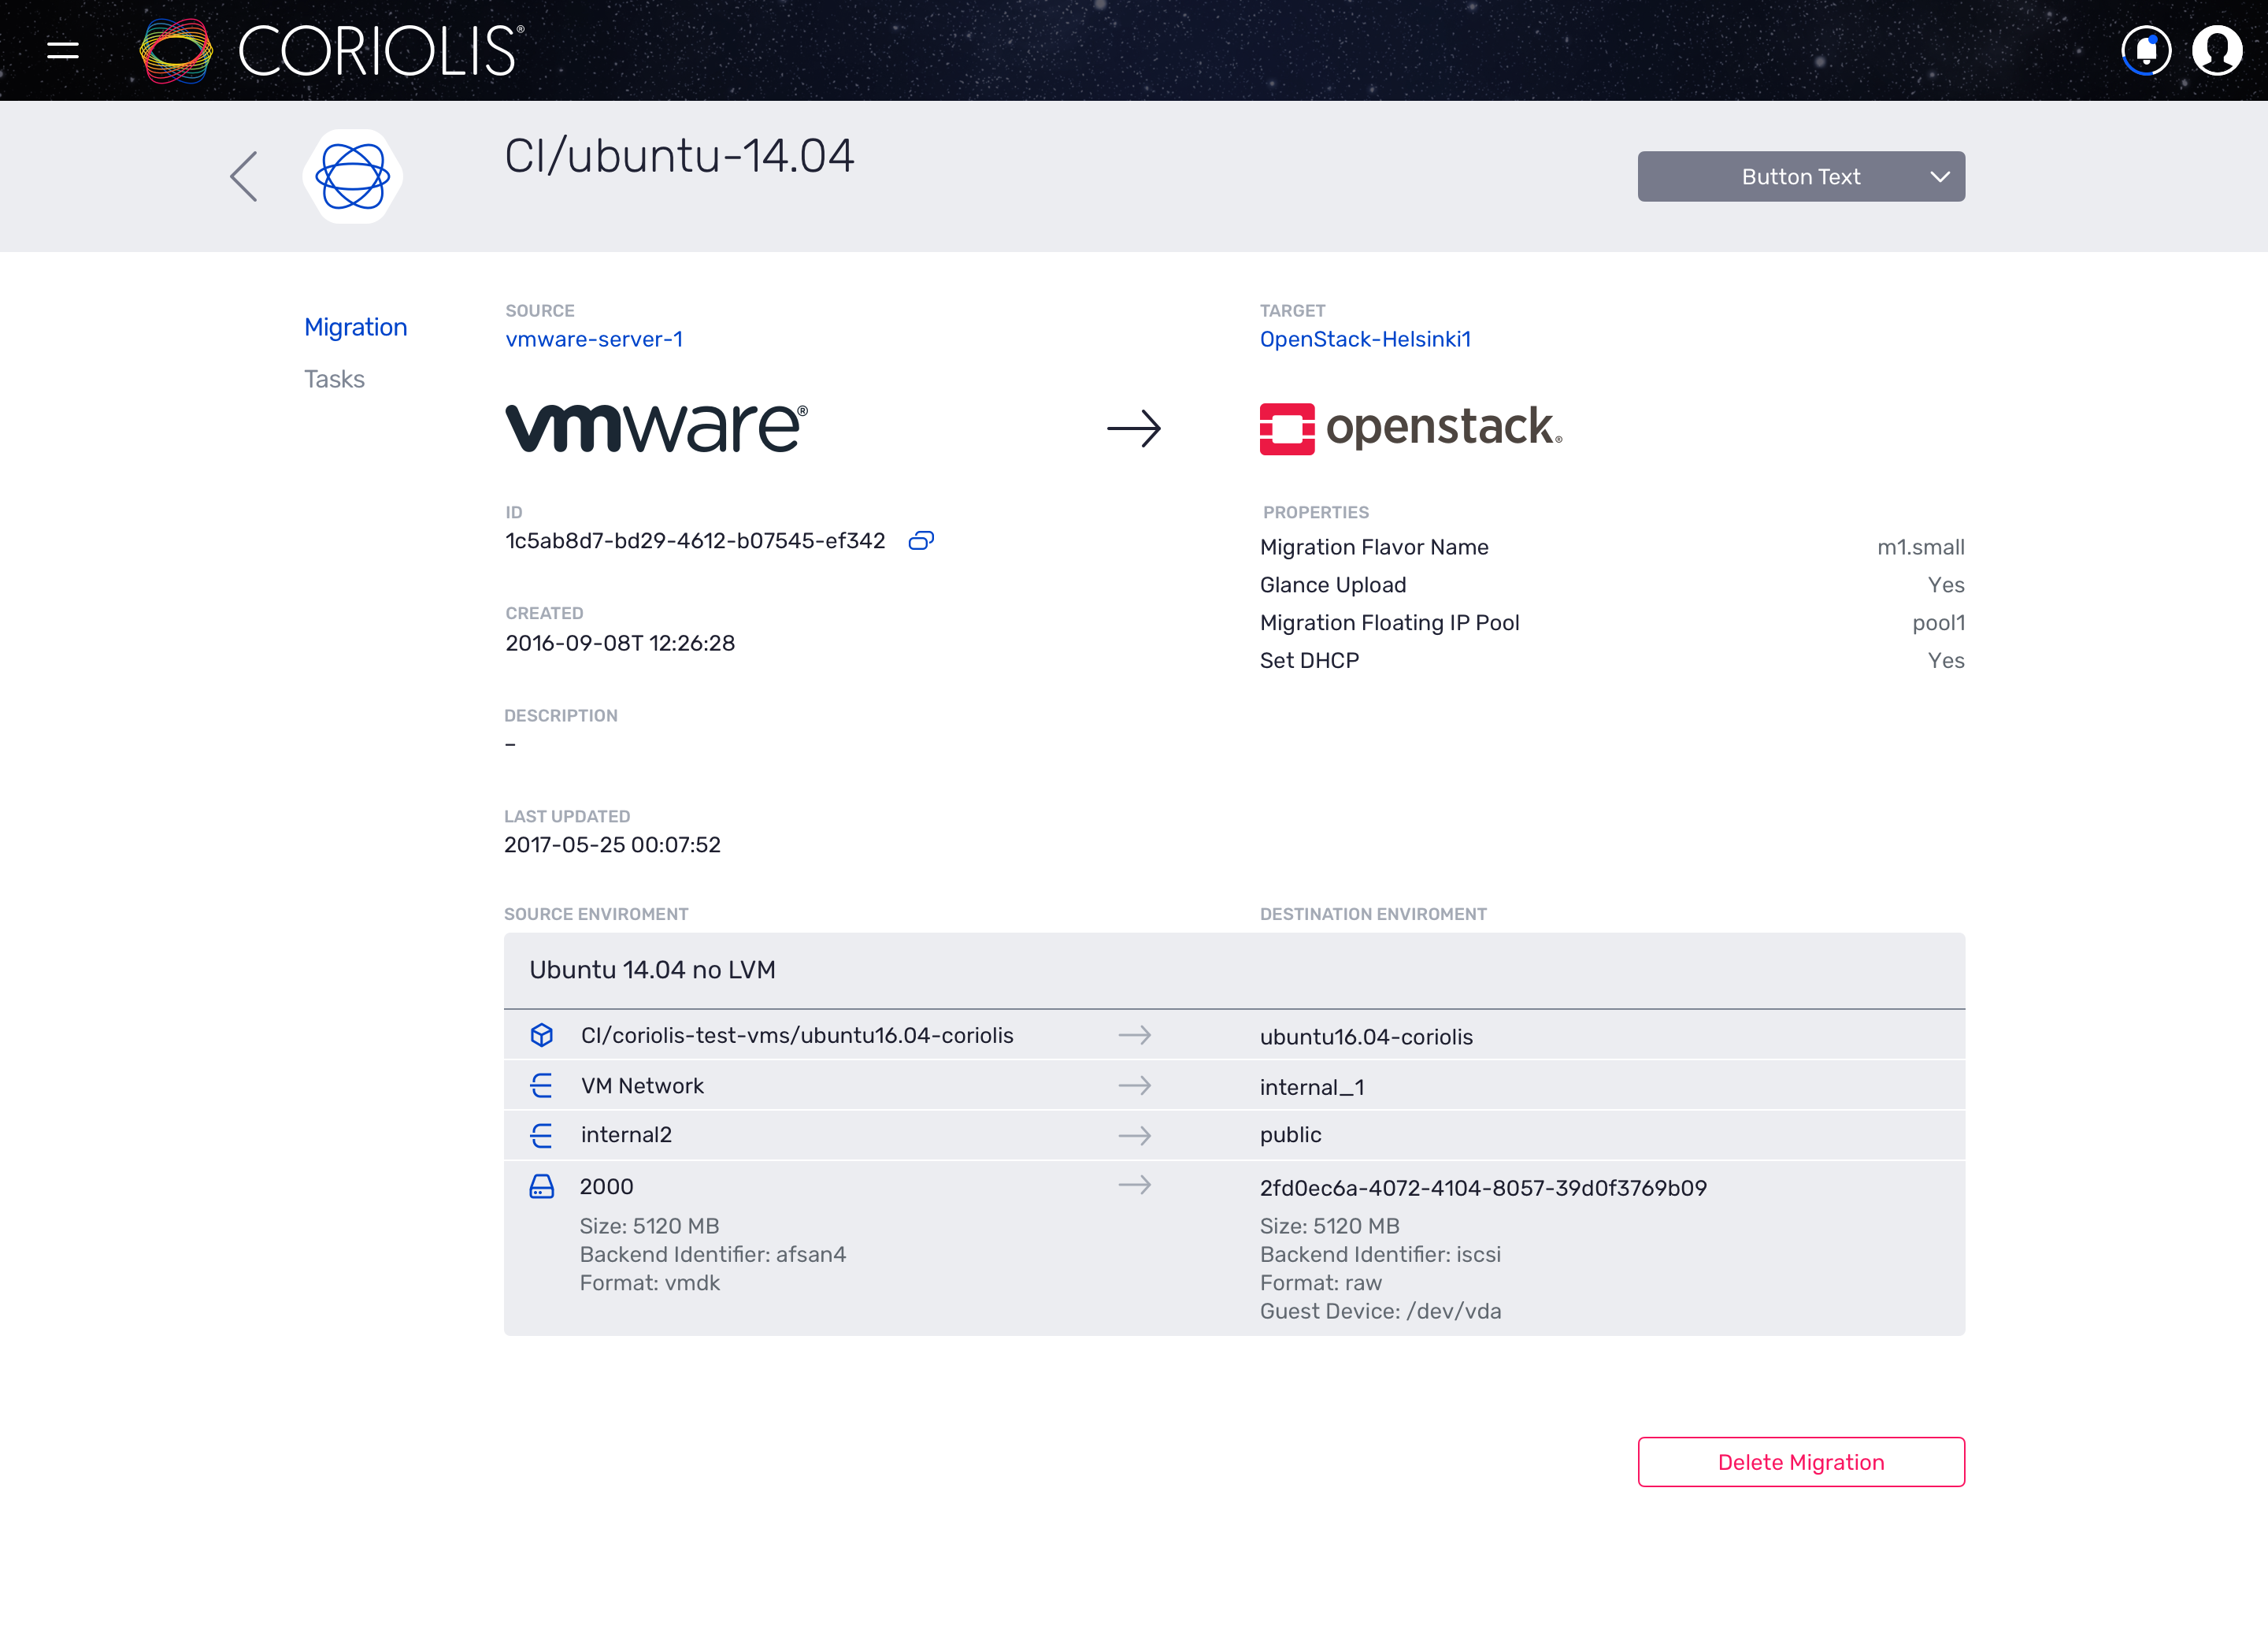 CORIOLIS®
CI/ubuntu-14.04
Button Text
Migration
Tasks
SOURCE
vmware-server-1
TARGET
OpenStack-Helsinki1
vmware®
openstack®
ID
1c5ab8d7-bd29-4612-b07545-ef342
CREATED
2016-09-08T 12:26:28
DESCRIPTION
-
LAST UPDATED
2017-05-25 00:07:52
PROPERTIES
Migration Flavor Name m1.small
Glance Upload Yes
Migration Floating IP Pool pool1
Set DHCP Yes
SOURCE ENVIROMENT DESTINATION ENVIROMENT
Ubuntu 14.04 no LVM
CI/coriolis-test-vms/ubuntu16.04-coriolis ubuntu16.04-coriolis
VM Network internal_1
internal2 public
2000 2fd0ec6a-4072-4104-8057-39d0f3769b09
Size: 5120 MB Size: 5120 MB
Backend Identifier: afsan4 Backend Identifier: iscsi
Format: vmdk Format: raw
Guest Device: /dev/vda
Delete Migration